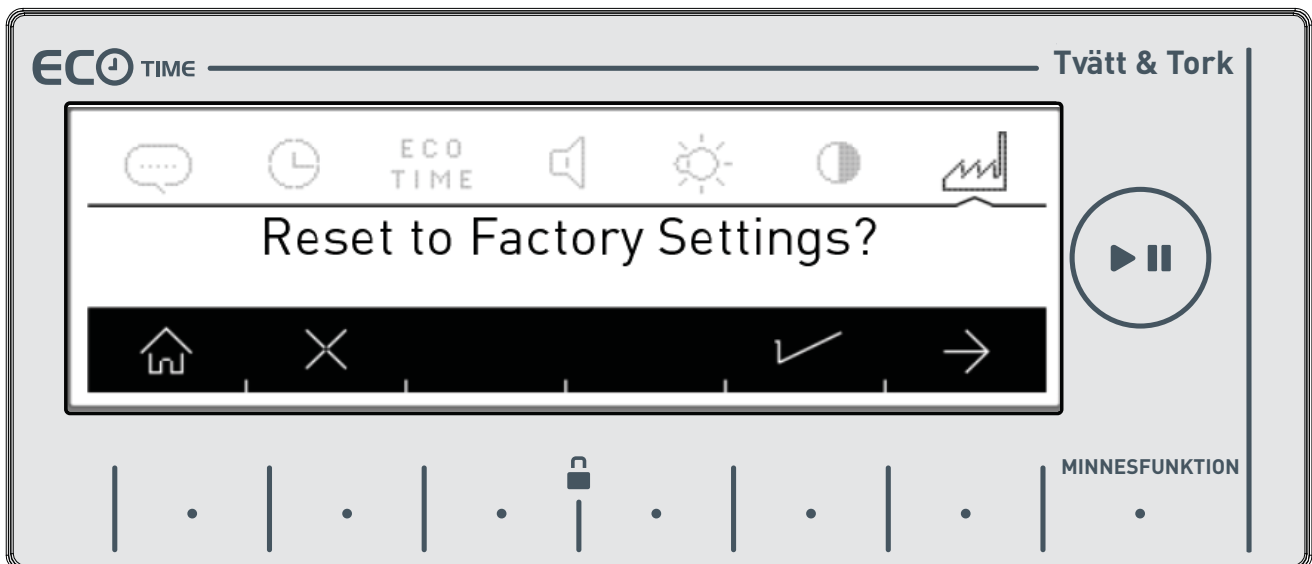 ECO TIME
Tvätt & Tork
ECO
TIME
Reset to Factory Settings?
MINNESFUNKTION